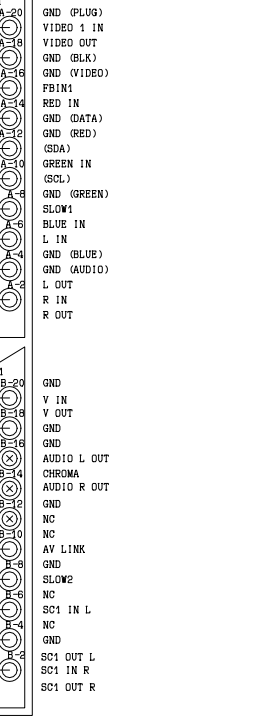 A-20 GND (PLUG)
VIDEO 1 IN
A-18 VIDEO OUT
GND (BLK)
A-16 GND (VIDEO)
FBIN1
A-14 RED IN
GND (DATA)
A-12 GND (RED)
(SDA)
A-10 GREEN IN
(SCL)
A-8 GND (GREEN)
SLOW1
A-6 BLUE IN
L IN
A-4 GND (BLUE)
GND (AUDIO)
A-2 L OUT
R IN
R OUT
1
B-20 GND
V IN
B-18 V OUT
GND
B-16 GND
AUDIO L OUT
B-14 CHROMA
AUDIO R OUT
B-12 GND
NC
B-10 NC
AV LINK
B-8 GND
SLOW2
B-6 NC
SC1 IN L
B-4 NC
GND
B-2 SC1 OUT L
SC1 IN R
SC1 OUT R